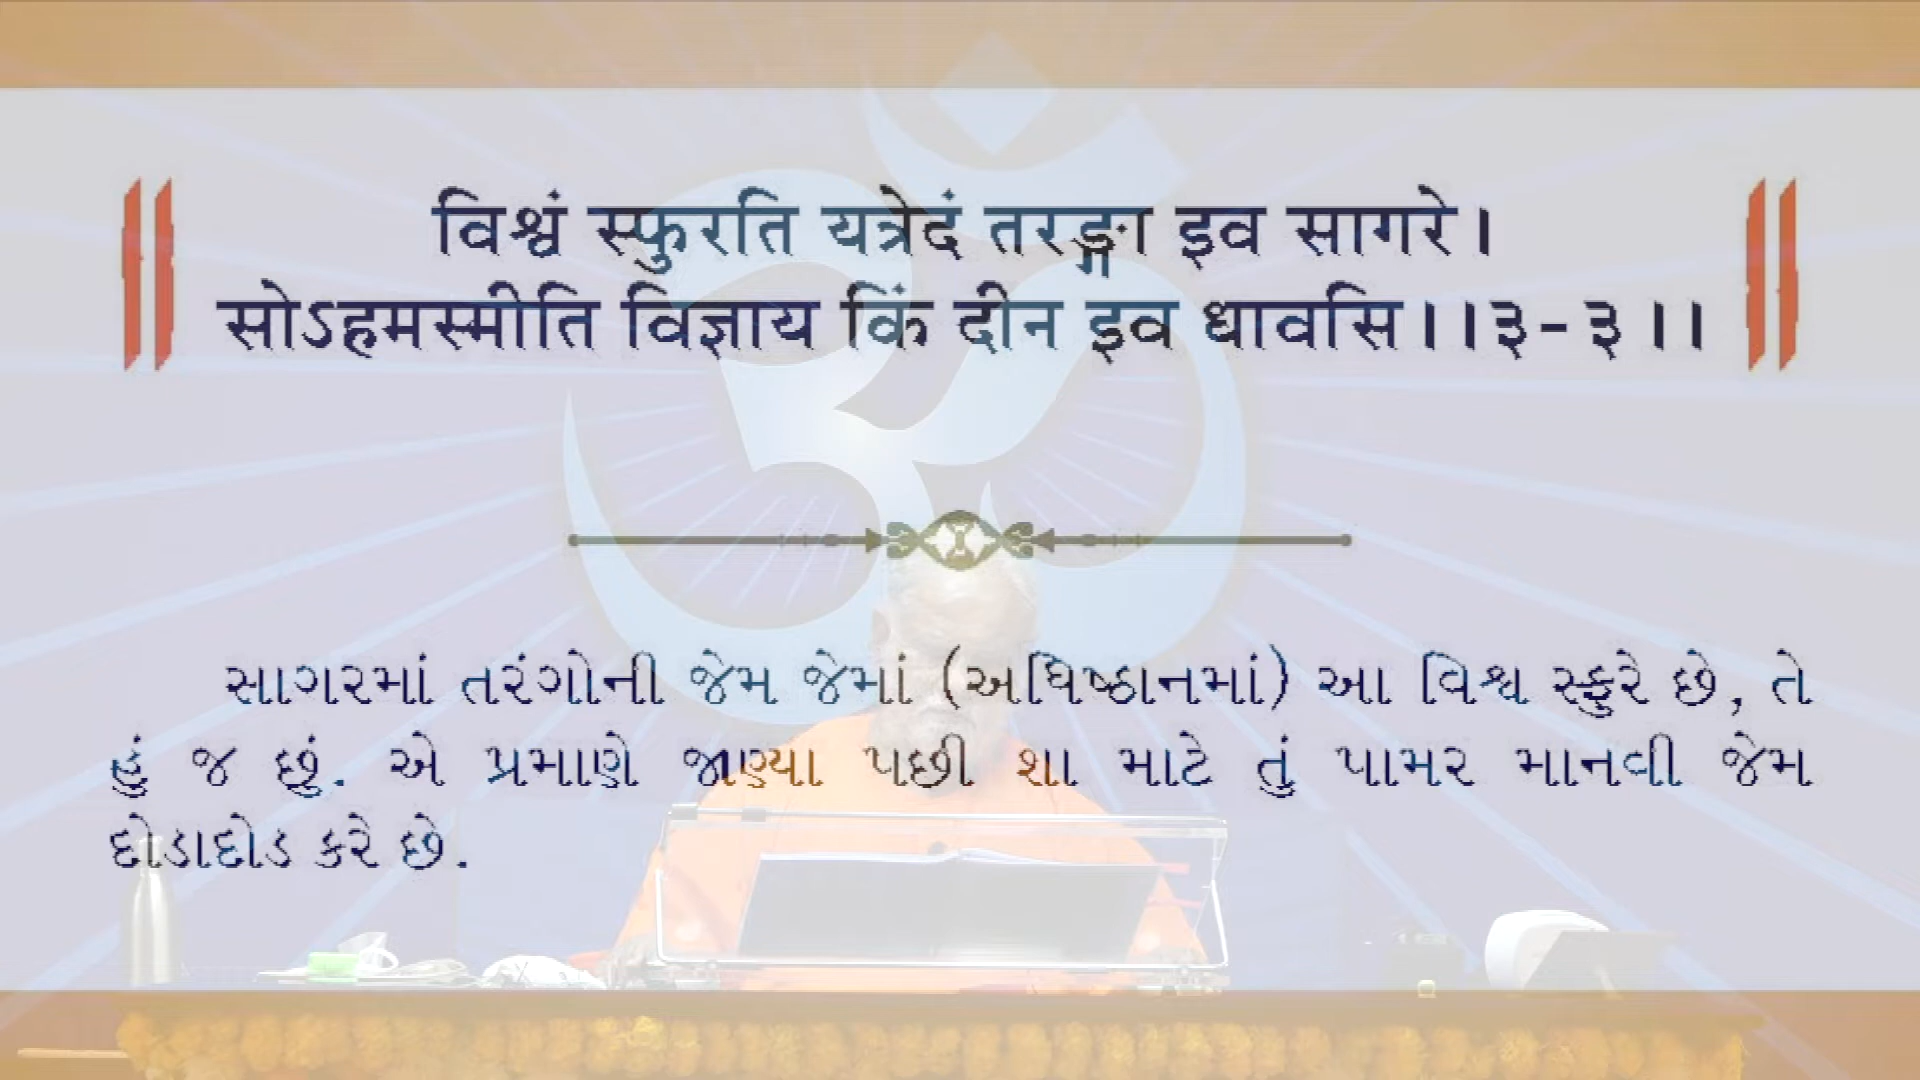 विश्वं स्फुरति यत्रेदं तरङ्गा इव सागरे।
सोऽहमस्मीति विज्ञाय किं दीन इव धावसि।।३-३।।
સાગરમાં તરંગોની જેમ જેમાં (અધિષ્ઠાનમાં) આ વિશ્વ સ્ફુરે છે, તે
હું જ છું. એ પ્રમાણે જાણ્યા પછી શા માટે તું પામર માનવી જેમ
દોડાદોડ કરે છે.